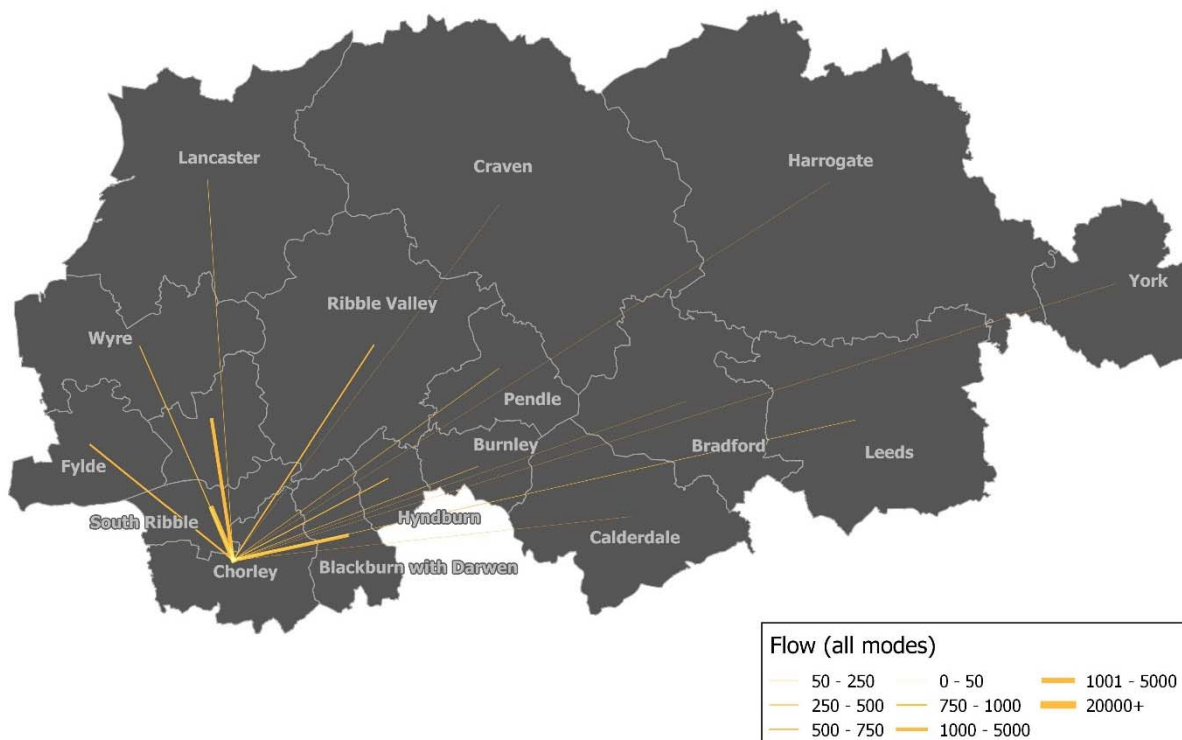 Lancaster
Craven
Harrogate
York
Ribble Valley
Wyre
Pendle
Burnley
Bradford
Leeds
Fylde
South Ribble
Hyndburn
Calderdale
Chorley
Blackburn with Darwen
Flow (all modes)
50 - 250
0 - 50
1001 - 5000
250 - 500
750 - 1000
20000+
500 - 750
1000 - 5000